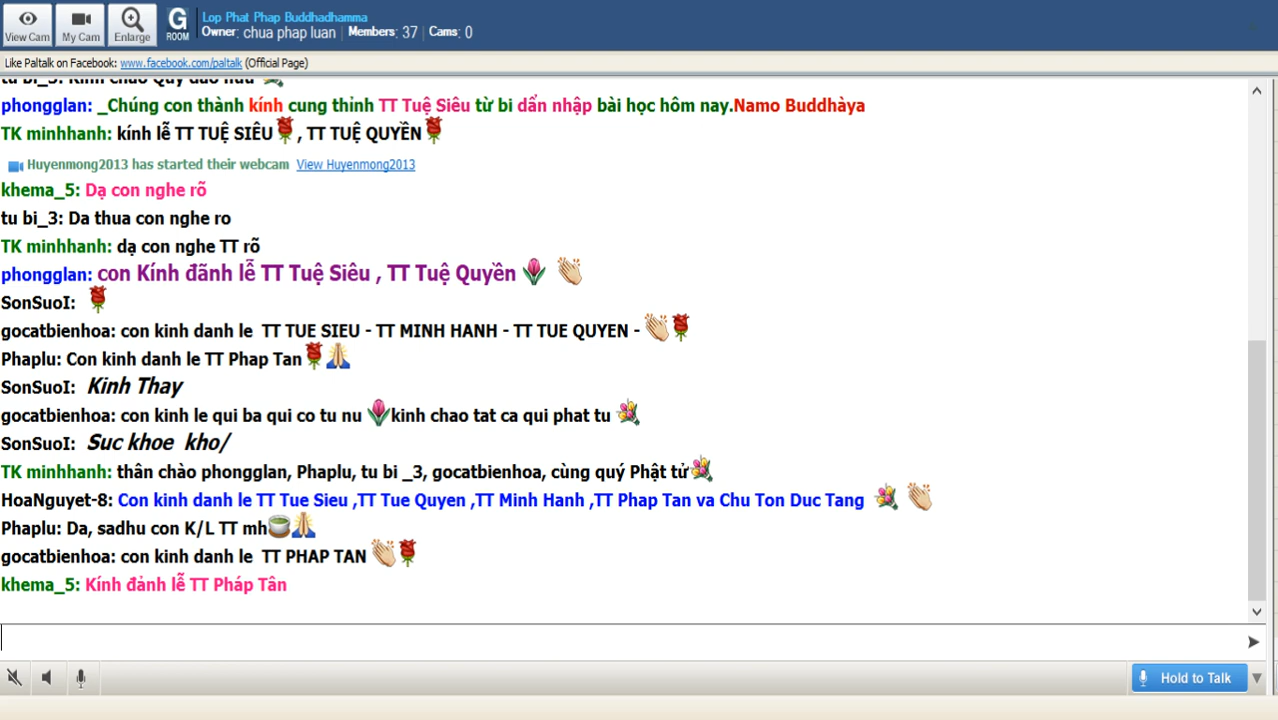 View Cam
My Cam
Enlarge
G
ROOM
Lop Phat Phap Buddhadhamma
Owner: chua phap luan | Members: 37 | Cams: 0
Like Paltalk on Facebook: www.facebook.com/paltalk (Official Page)
phongglan: _Chúng con thành kính cung thỉnh TT Tuệ Siêu từ bi dẩn nhập bài học hôm nay.Namo Buddhàya
TK minhhanh: kính lễ TT TUỆ SIÊU , TT TUỆ QUYỀN
Huyenmong2013 has started their webcam View Huyenmong2013
khema_5: Dạ con nghe rõ
tu bi_3: Da thua con nghe ro
TK minhhanh: dạ con nghe TT rõ
phongglan: con Kính đãnh lễ TT Tuệ Siêu , TT Tuệ Quyền
SonSuoI:
gocatbienhoa: con kinh danh le TT TUE SIEU - TT MINH HANH - TT TUE QUYEN -
Phaplu: Con kinh danh le TT Phap Tan
SonSuoI: Kinh Thay
gocatbienhoa: con kinh le qui ba qui co tu nu kinh chao tat ca qui phat tu
SonSuoI: Suc khoe kho/
TK minhhanh: thân chào phongglan, Phaplu, tu bi _3, gocatbienhoa, cùng quý Phật tử
HoaNguyet-8: Con kinh danh le TT Tue Sieu ,TT Tue Quyen ,TT Minh Hanh ,TT Phap Tan va Chu Ton Duc Tang
Phaplu: Da, sadhu con K/L TT mh
gocatbienhoa: con kinh danh le TT PHAP TAN
khema_5: Kính đảnh lễ TT Pháp Tân
Hold to Talk